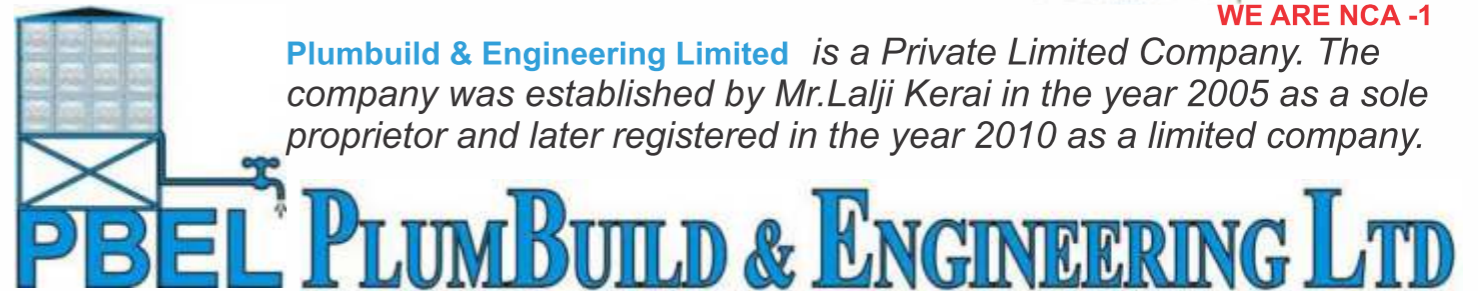 WE ARE NCA -1
Plumbuild & Engineering Limited is a Private Limited Company. The
company was established by Mr.Lalji Kerai in the year 2005 as a sole
proprietor and later registered in the year 2010 as a limited company.
PBEL PLUMBUILD & ENGINEERING LTD